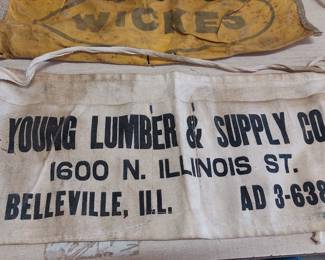 WICKES
YOUNG LUMBER & SUPPLY CO
1600 N. ILLINOIS ST.
BELLEVILLE, ILL. AD 3-638